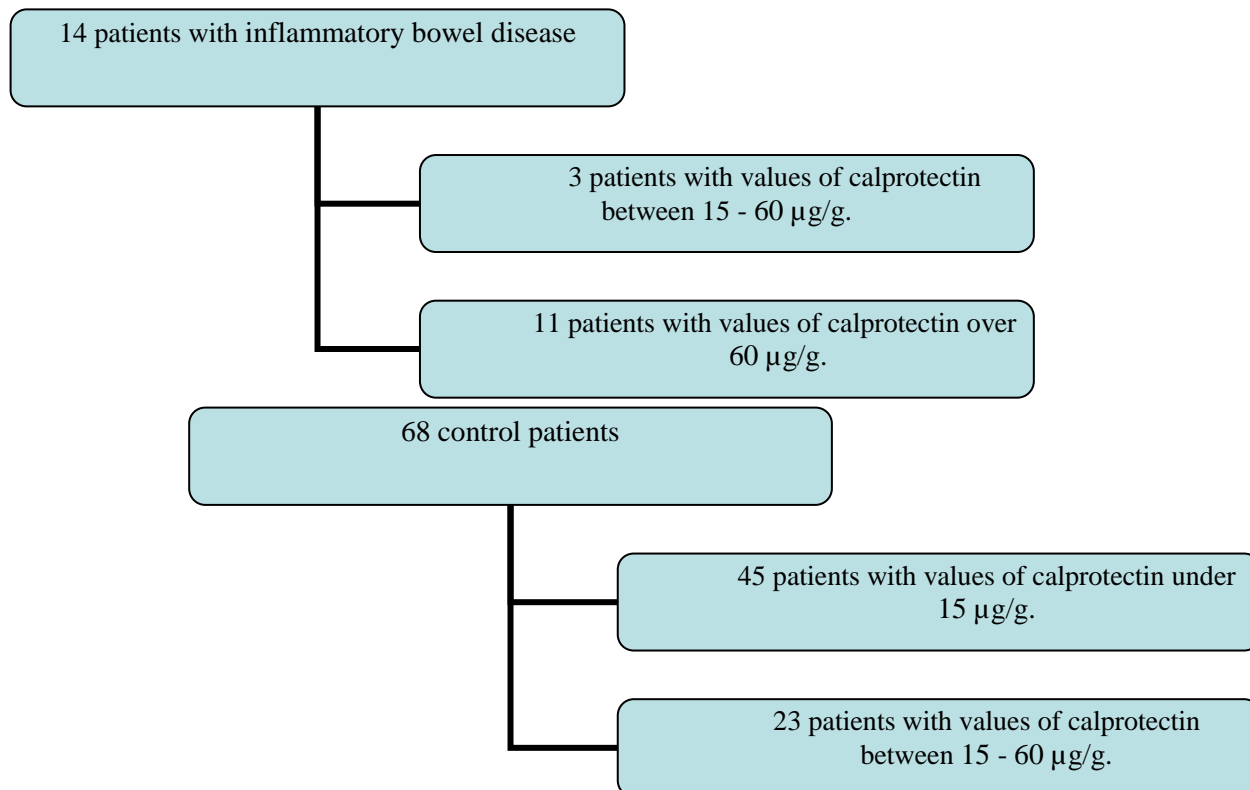 14 patients with inflammatory bowel disease
3 patients with values of calprotectin
between 15 - 60 µg/g.
11 patients with values of calprotectin over
60 µg/g.
68 control patients
45 patients with values of calprotectin under
15 µg/g.
23 patients with values of calprotectin
between 15 - 60 µg/g.